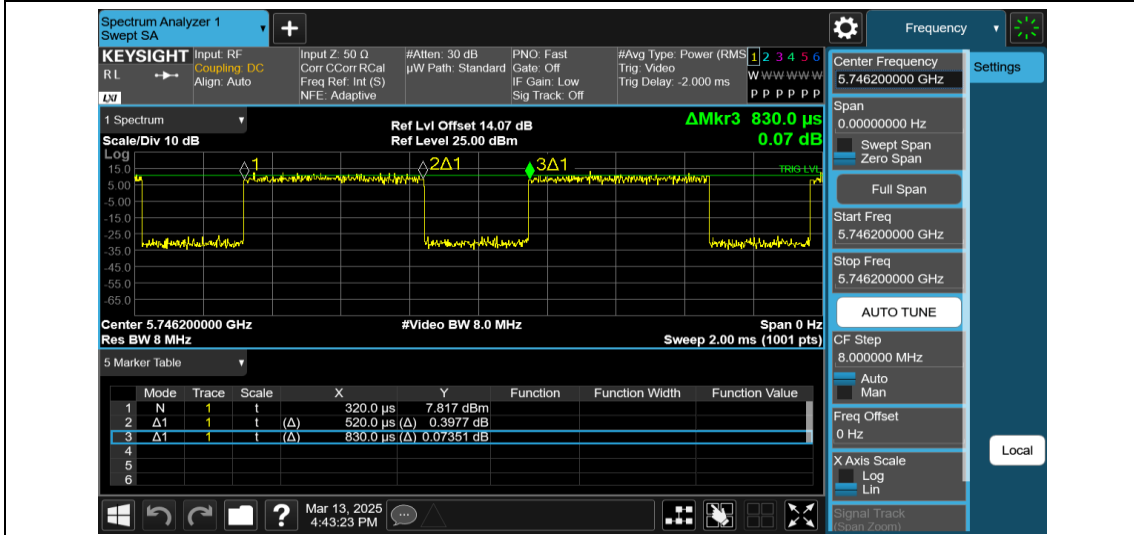 Spectrum Analyzer 1
Swept SA
Frequency
KEYSIGHT
RL
LXI
Input: RF
Coupling: DC
Align: Auto
Input Z: 50 Ω
Corr CCorr RCal
Freq Ref: Int (S)
NFE: Adaptive
#Atten: 30 dB
µW Path: Standard
PNO: Fast
Gate: Off
IF Gain: Low
Sig Track: Off
#Avg Type: Power (RMS
Trig: Video
Trig Delay: -2.000 ms
1 2 3 4 5 6
W W W W W W
P P P P P P
1 Spectrum
Scale/Div 10 dB
Log
Ref Lvl Offset 14.07 dB
Ref Level 25.00 dBm
ΔMkr3 830.0 µs
0.07 dB
1
2Δ1
3Δ1
TRIG LVL
15.0
5.00
-5.00
-15.0
-25.0
-35.0
-45.0
-55.0
-65.0
Center 5.746200000 GHz
#Video BW 8.0 MHz
Span 0 Hz
Res BW 8 MHz
Sweep 2.00 ms (1001 pts)
5 Marker Table
Mode Trace Scale X Y Function Function Width Function Value
1 N 1 t 320.0 µs 7.817 dBm
2 Δ1 1 t (Δ) 520.0 µs (Δ) 0.3977 dB
3 Δ1 1 t (Δ) 830.0 µs (Δ) 0.07351 dB
4
5
6
?
Mar 13, 2025
4:43:23 PM
Center Frequency
5.746200000 GHz
Span
0.00000000 Hz
Swept Span
Zero Span
Full Span
Start Freq
5.746200000 GHz
Stop Freq
5.746200000 GHz
AUTO TUNE
CF Step
8.000000 MHz
Auto
Man
Freq Offset
0 Hz
X Axis Scale
Log
Lin
Signal Track
(Span Zoom)
Settings
Local